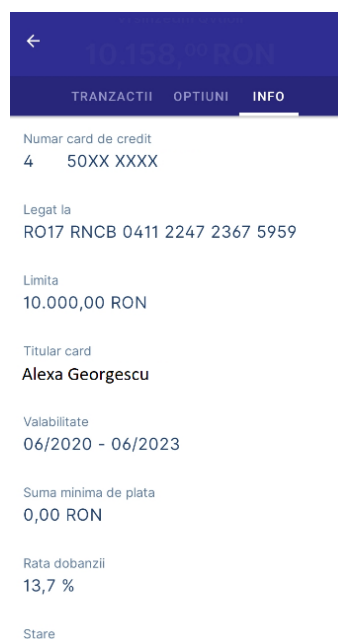 10.158,00 RON
TRANZACTII OPTIUNI INFO
Numar card de credit
4 50XX XXXX
Legat la
RO17 RNCB 0411 2247 2367 5959
Limita
10.000,00 RON
Titular card
Alexa Georgescu
Valabilitate
06/2020 - 06/2023
Suma minima de plata
0,00 RON
Rata dobanzii
13,7 %
Stare